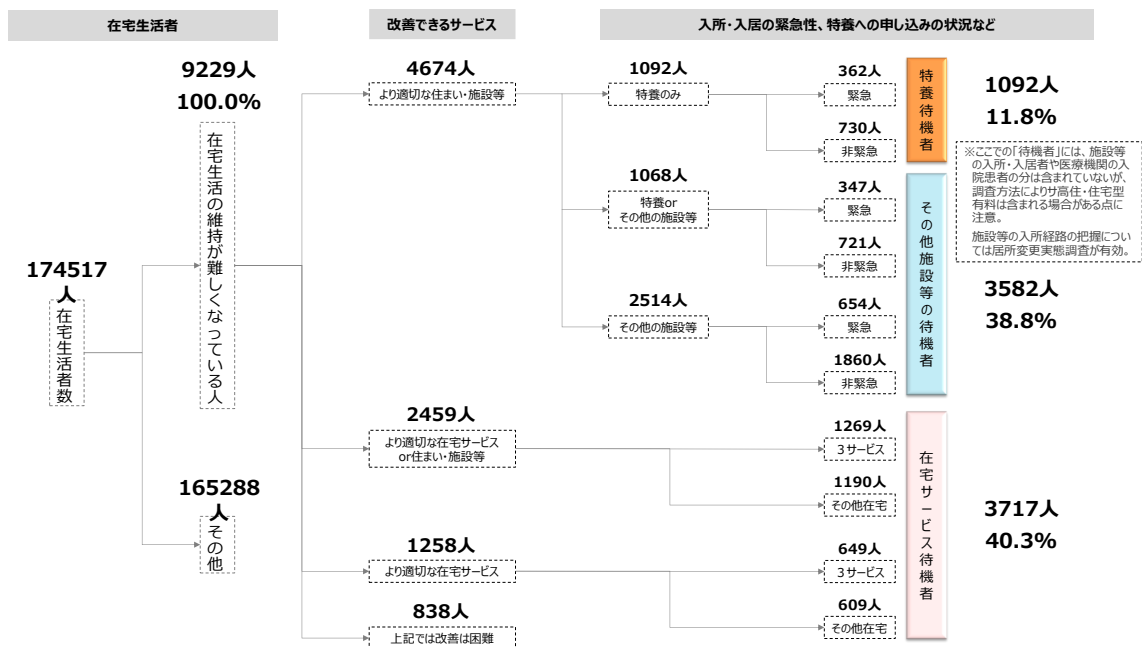 在宅生活者
改善できるサービス
入所・入居の緊急性、特養への申し込みの状況など
174517
人
在宅生活者数
9229人
100.0%
在宅生活の維持が難しくなっている人
165288
人
その他
4674人
より適切な住まい・施設等
2459人
より適切な在宅サービス
or住まい・施設等
1258人
より適切な在宅サービス
838人
上記では改善は困難
1092人
特養のみ
1068人
特養or
その他の施設等
2514人
その他の施設等
362人
緊急
730人
非緊急
347人
緊急
721人
非緊急
654人
緊急
1860人
非緊急
1269人
3サービス
1190人
その他在宅
649人
3サービス
609人
その他在宅
特養待機者
その他施設等の待機者
在宅サービス待機者
1092人
11.8%
※ここでの「待機者」には、施設等
の入所・入居者や医療機関の入
院患者の分は含まれていないが、
調査方法によりサ高住・住宅型
有料は含まれる場合がある点に
注意。
施設等の入所経路の把握につい
ては居所変更実態調査が有効。
3582人
38.8%
3717人
40.3%